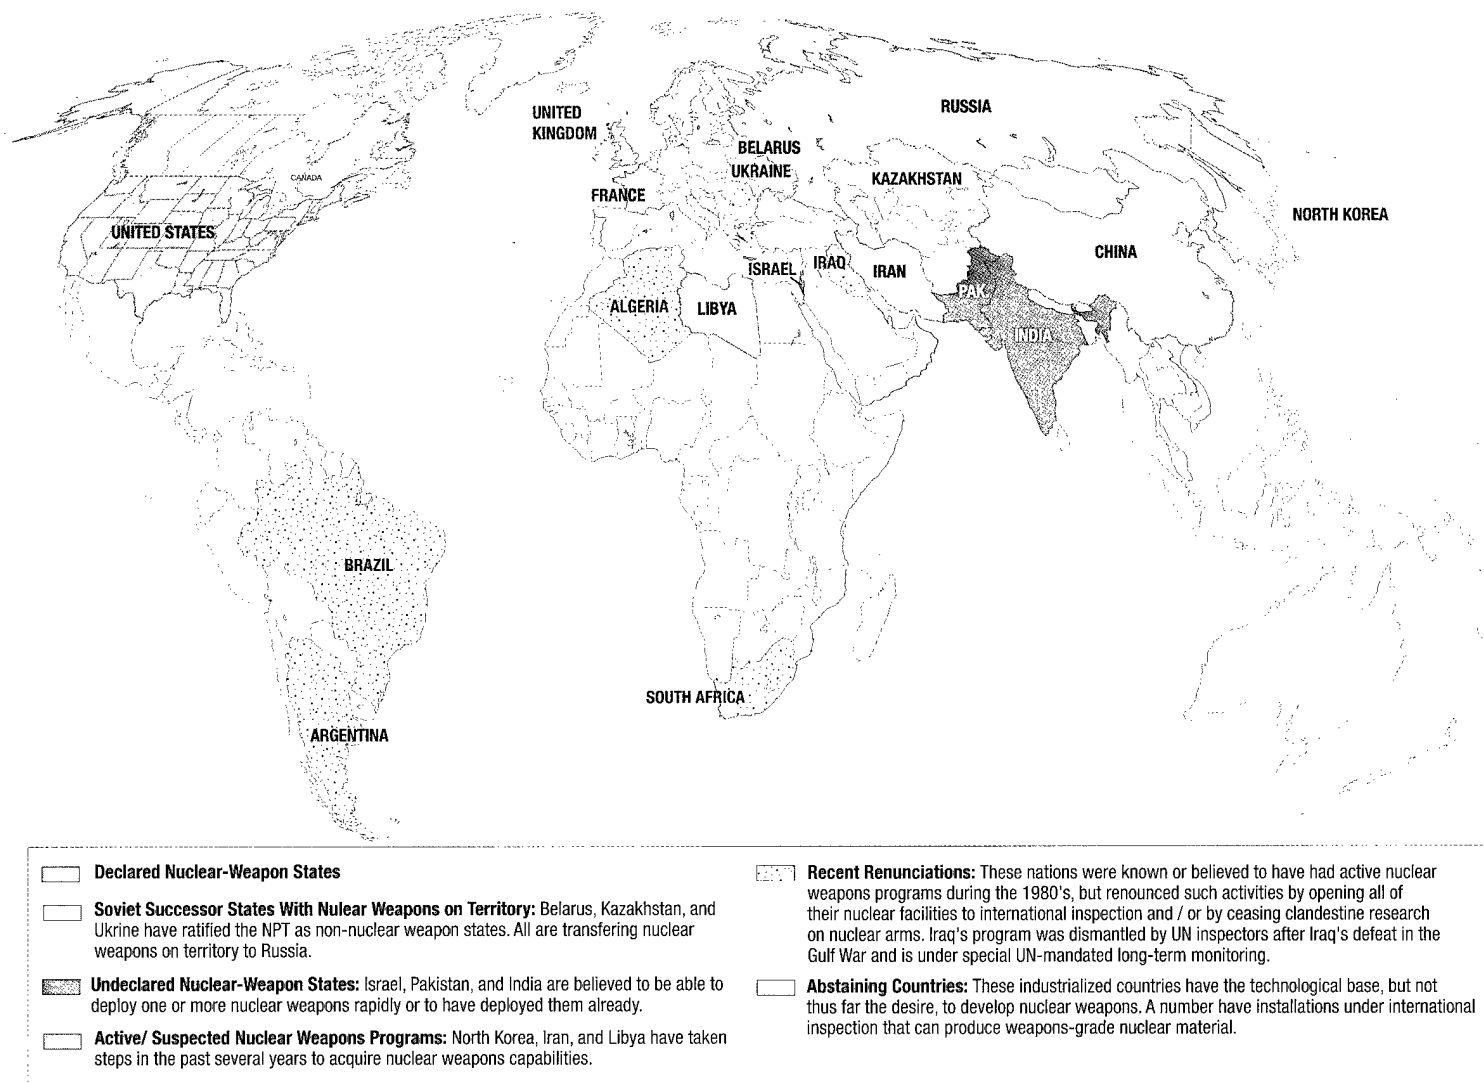 UNITED
KINGDOM
RUSSIA
BELARUS
UKRAINE
CANADA
KAZAKHSTAN
FRANCE
NORTH KOREA
UNITED STATES
CHINA
ISRAEL
IRAQ
IRAN
PAK.
ALGERIA
LIBYA
INDIA
BRAZIL
SOUTH AFRICA
ARGENTINA
Declared Nuclear-Weapon States
Soviet Successor States With Nulear Weapons on Territory: Belarus, Kazakhstan, and
Ukrine have ratified the NPT as non-nuclear weapon states. All are transfering nuclear
weapons on territory to Russia.
Undeclared Nuclear-Weapon States: Israel, Pakistan, and India are believed to be able to
deploy one or more nuclear weapons rapidly or to have deployed them already.
Active/ Suspected Nuclear Weapons Programs: North Korea, Iran, and Libya have taken
steps in the past several years to acquire nuclear weapons capabilities.
Recent Renunciations: These nations were known or believed to have had active nuclear
weapons programs during the 1980's, but renounced such activities by opening all of
their nuclear facilities to international inspection and / or by ceasing clandestine research
on nuclear arms. Iraq's program was dismantled by UN inspectors after Iraq's defeat in the
Gulf War and is under special UN-mandated long-term monitoring.
Abstaining Countries: These industrialized countries have the technological base, but not
thus far the desire, to develop nuclear weapons. A number have installations under international
inspection that can produce weapons-grade nuclear material.